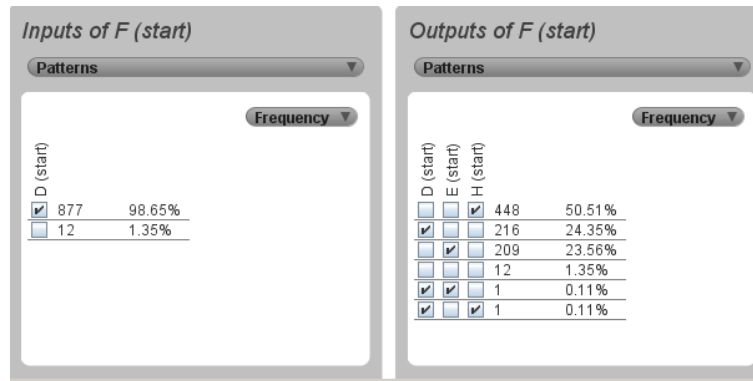 Inputs of F (start)
Patterns
Frequency
D (start)
877 98.65%
12 1.35%
Outputs of F (start)
Patterns
Frequency
D (start)
E (start)
H (start)
448 50.51%
216 24.35%
209 23.56%
12 1.35%
1 0.11%
1 0.11%